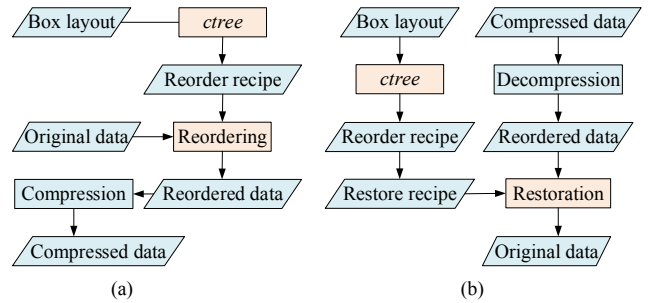 Box layout
ctree
Reorder recipe
Original data
Reordering
Compression
Reordered data
Compressed data
(a)
Box layout
Compressed data
ctree
Decompression
Reorder recipe
Reordered data
Restore recipe
Restoration
Original data
(b)